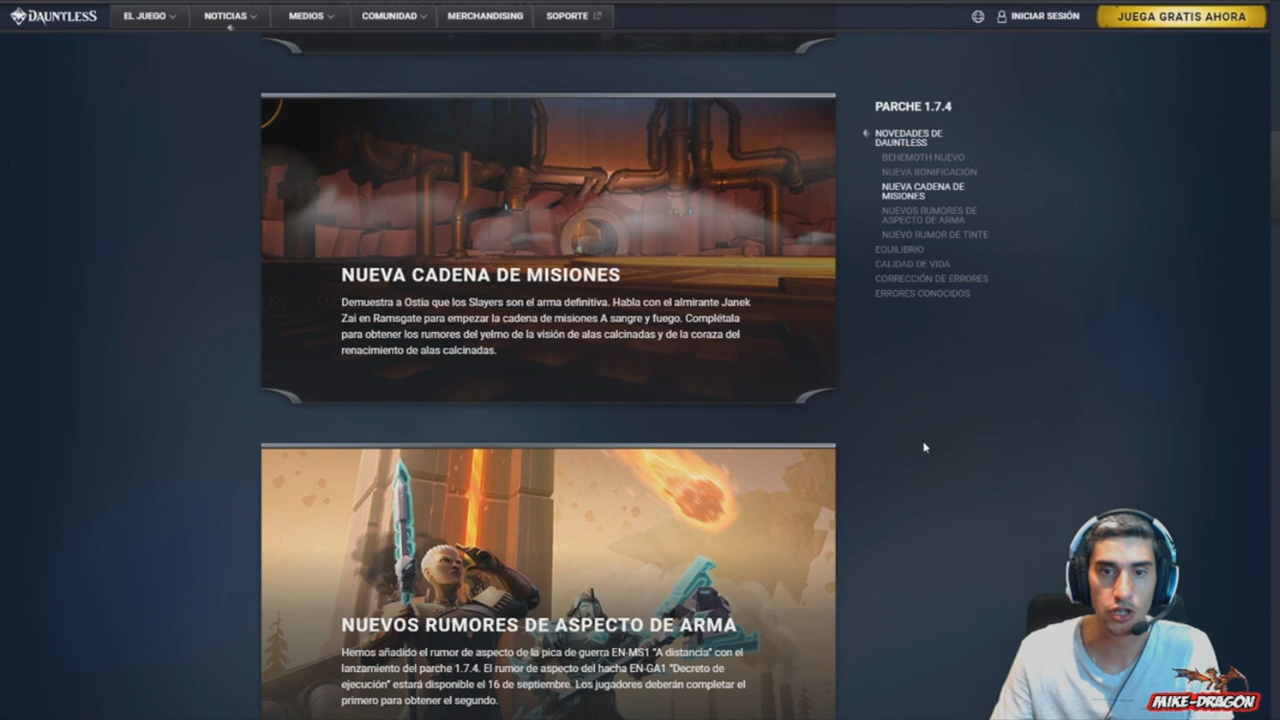 DAUNTLESS
EL JUEGO
NOTICIAS
MEDIOS
COMUNIDAD
MERCHANDISING
SOPORTE
INICIAR SESIÓN
JUEGA GRATIS AHORA
NUEVA CADENA DE MISIONES
Demuestra a Ostia que los Slayers son el arma definitiva. Habla con el almirante Janek
Zai en Ramsgate para empezar la cadena de misiones A sangre y fuego. Complétala
para obtener los rumores del yelmo de la visión de alas calcinadas y de la coraza del
renacimiento de alas calcinadas.
NUEVOS RUMORES DE ASPECTO DE ARMA
Hemos añadido el rumor de aspecto de la pica de guerra EN-MS1 "A distancia" con el
lanzamiento del parche 1.7.4. El rumor de aspecto del hacha EN-GA1 "Decreto de
ejecución" estará disponible el 16 de septiembre. Los jugadores deberán completar el
primero para obtener el segundo.
PARCHE 1.7.4
NOVEDADES DE
DAUNTLESS
BEHEMOTH NUEVO
NUEVA BONIFICACIÓN
NUEVA CADENA DE
MISIONES
NUEVOS RUMORES DE
ASPECTO DE ARMA
NUEVO RUMOR DE TINTE
EQUILIBRIO
CALIDAD DE VIDA
CORRECCIÓN DE ERRORES
ERRORES CONOCIDOS
MIKE-DRAGON